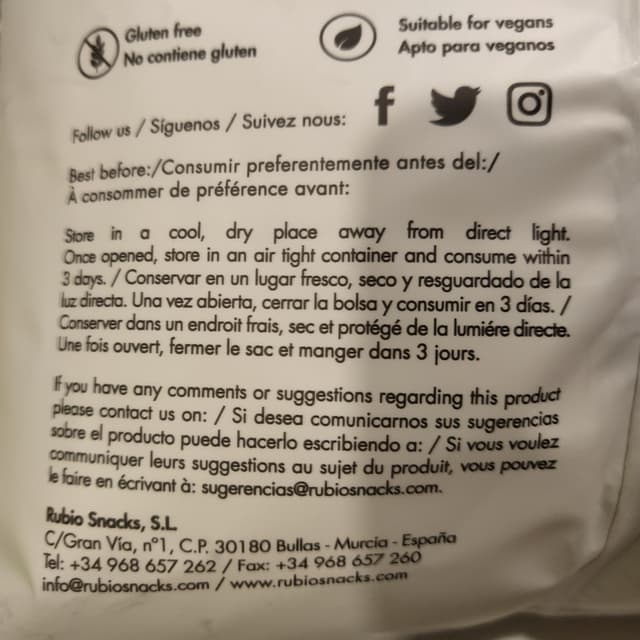 Gluten free
No contiene gluten
Suitable for vegans
Apto para veganos
Follow us / Síguenos / Suivez nous:
Best before:/Consumir preferentemente antes del:/
À consommer de préférence avant:
Store in a cool, dry place away from direct light.
Once opened, store in an air tight container and consume within
3 days. / Conservar en un lugar fresco, seco y resguardado de la
luz directa. Una vez abierta, cerrar la bolsa y consumir en 3 días. /
Conserver dans un endroit frais, sec et protégé de la lumiére directe.
Une fois ouvert, fermer le sac et manger dans 3 jours.
If you have any comments or suggestions regarding this product
please contact us on: / Si desea comunicarnos sus sugerencias
sobre el producto puede hacerlo escribiendo a: / Si vous voulez
communiquer leurs suggestions au sujet du produit, vous pouvez
le faire en écrivant à: sugerencias@rubiosnacks.com.
Rubio Snacks, S.L.
C/Gran Vía, nº1, C.P. 30180 Bullas - Murcia - España
Tel: +34 968 657 262 / Fax: +34 968 657 260
info@rubiosnacks.com / www.rubiosnacks.com